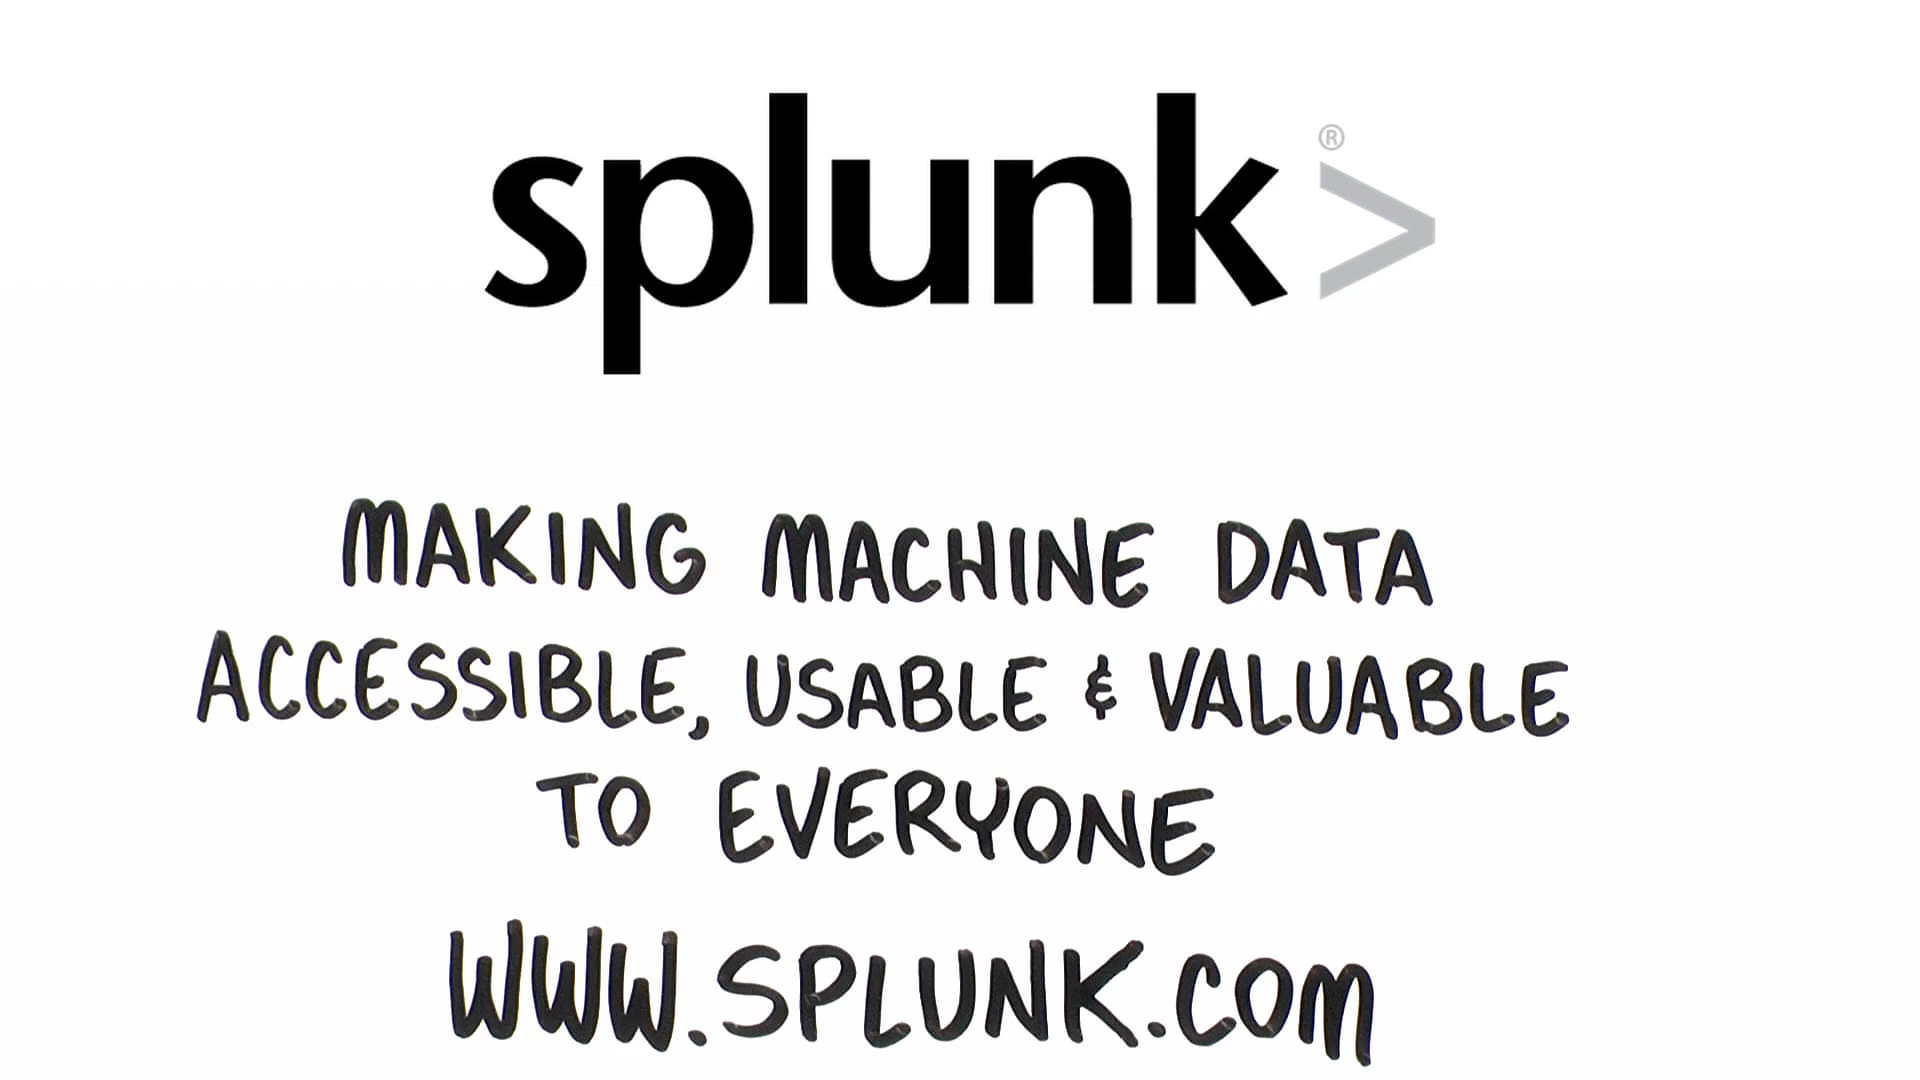 splunk>®
MAKING MACHINE DATA
ACCESSIBLE, USABLE & VALUABLE
TO EVERYONE
WWW.SPLUNK.COM